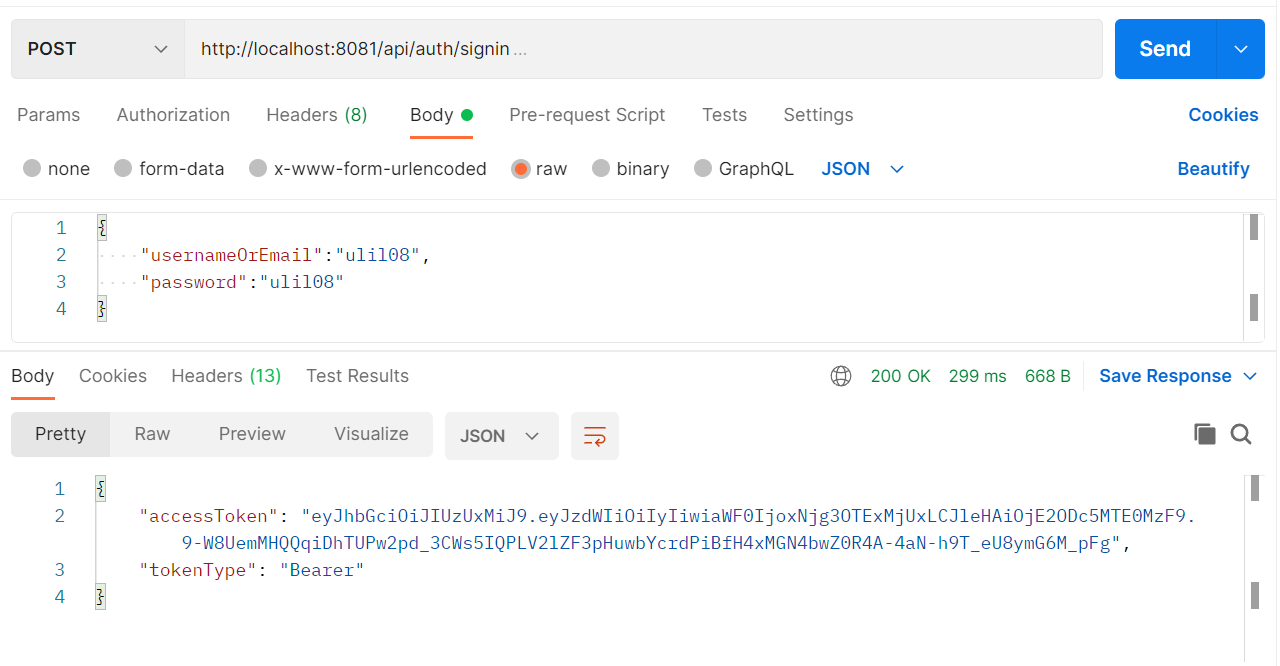 POST http://localhost:8081/api/auth/signin ... Send
Params Authorization Headers (8) Body Pre-request Script Tests Settings Cookies
none form-data x-www-form-urlencoded raw binary GraphQL JSON Beautify
1 {
2 ····"usernameOrEmail":"ulil08",
3 ····"password":"ulil08"
4 }
Body Cookies Headers (13) Test Results 200 OK 299 ms 668 B Save Response
Pretty Raw Preview Visualize JSON
1 {
2 "accessToken": "eyJhbGciOiJIUzUxMiJ9.eyJzdWIiOiIyIiwiaWF0IjoxNjg3OTExMjUxLCJleHAiOjE2ODc5MTE0MzF9.
9-W8UemMHQQqiDhTUPw2pd_3CWs5IQPLV2lZF3pHuwbYcrdPiBfH4xMGN4bwZ0R4A-4aN-h9T_eU8ymG6M_pFg",
3 "tokenType": "Bearer"
4 }